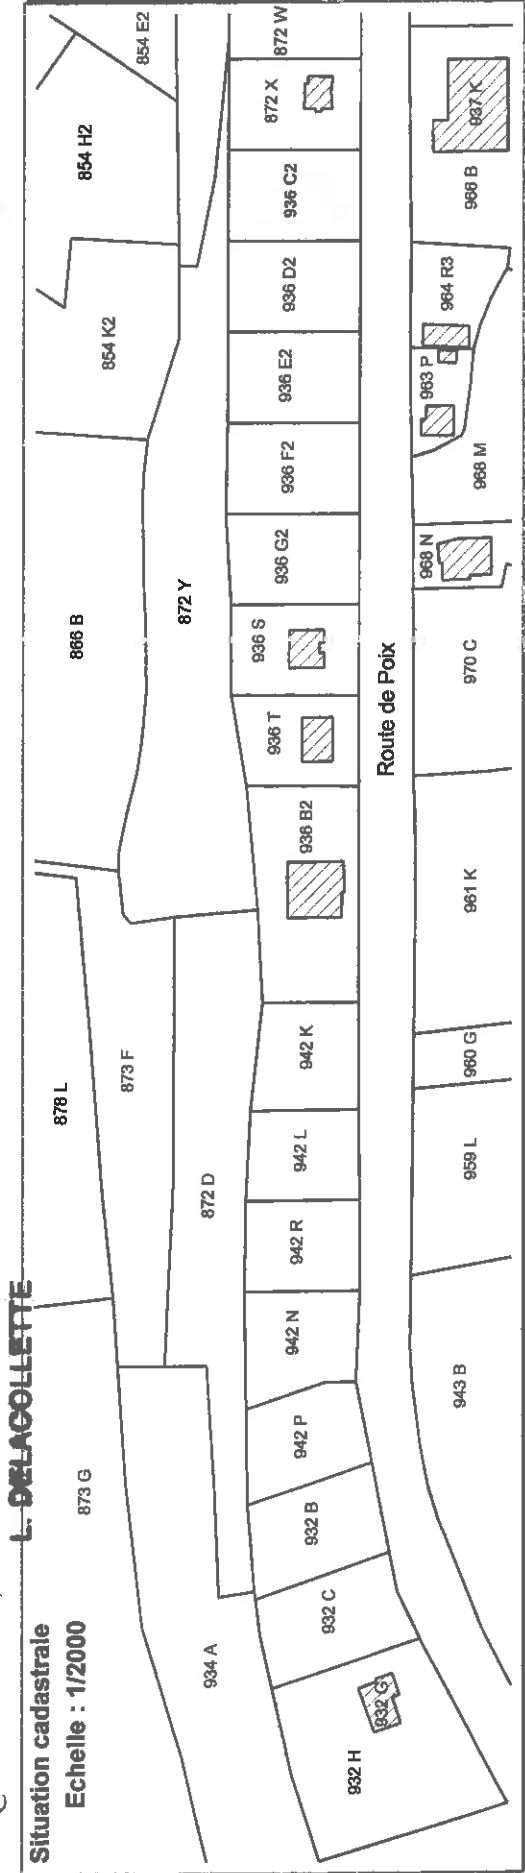 L. DELACOLLETTE
Situation cadastrale
Echelle : 1/2000
873 G
878 L
866 B
854 K2
854 H2
854 E2
873 F
872 D
872 Y
934 A
932 H
932 G
932 C
932 B
942 P
942 N
942 R
942 L
942 K
936 B2
936 T
936 S
936 G2
936 F2
936 E2
936 D2
936 C2
872 X
872 W
Route de Poix
943 B
959 L
960 G
961 K
970 C
968 N
968 M
963 P
964 R3
966 B
937 K